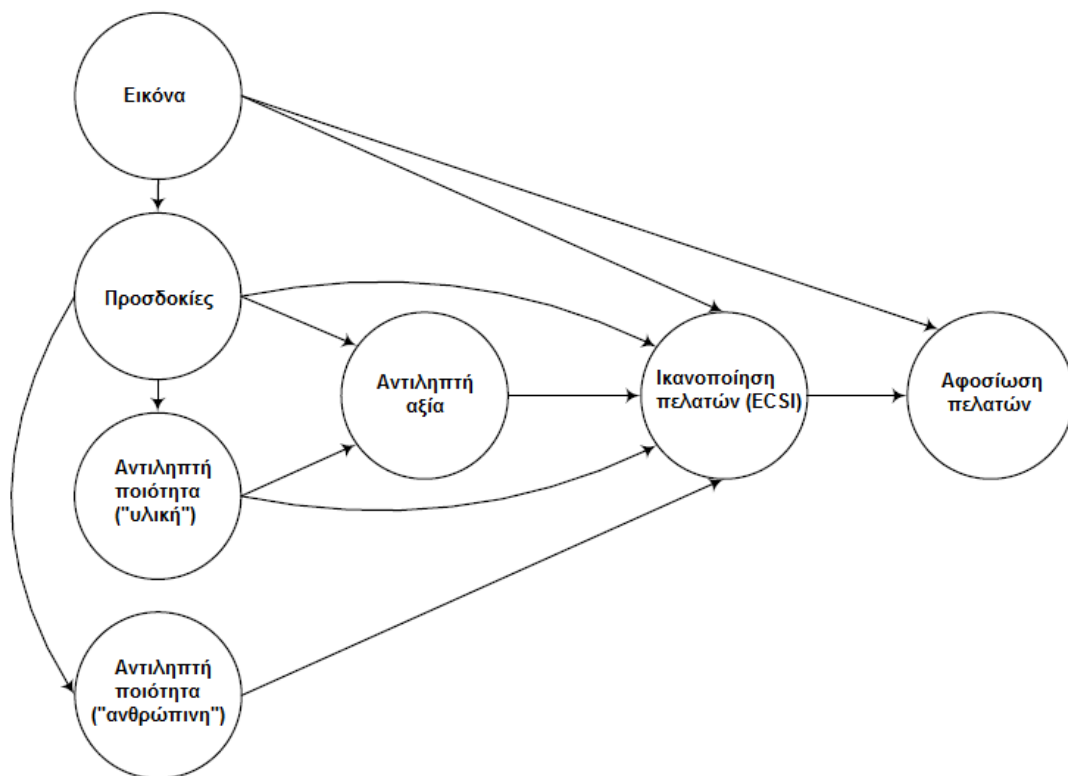 Εικόνα
Προσδοκίες
Αντιληπτή
αξία
Ικανοποίηση
πελατών (ECSI)
Αφοσίωση
πελατών
Αντιληπτή
ποιότητα
("υλική")
Αντιληπτή
ποιότητα
("ανθρώπινη")